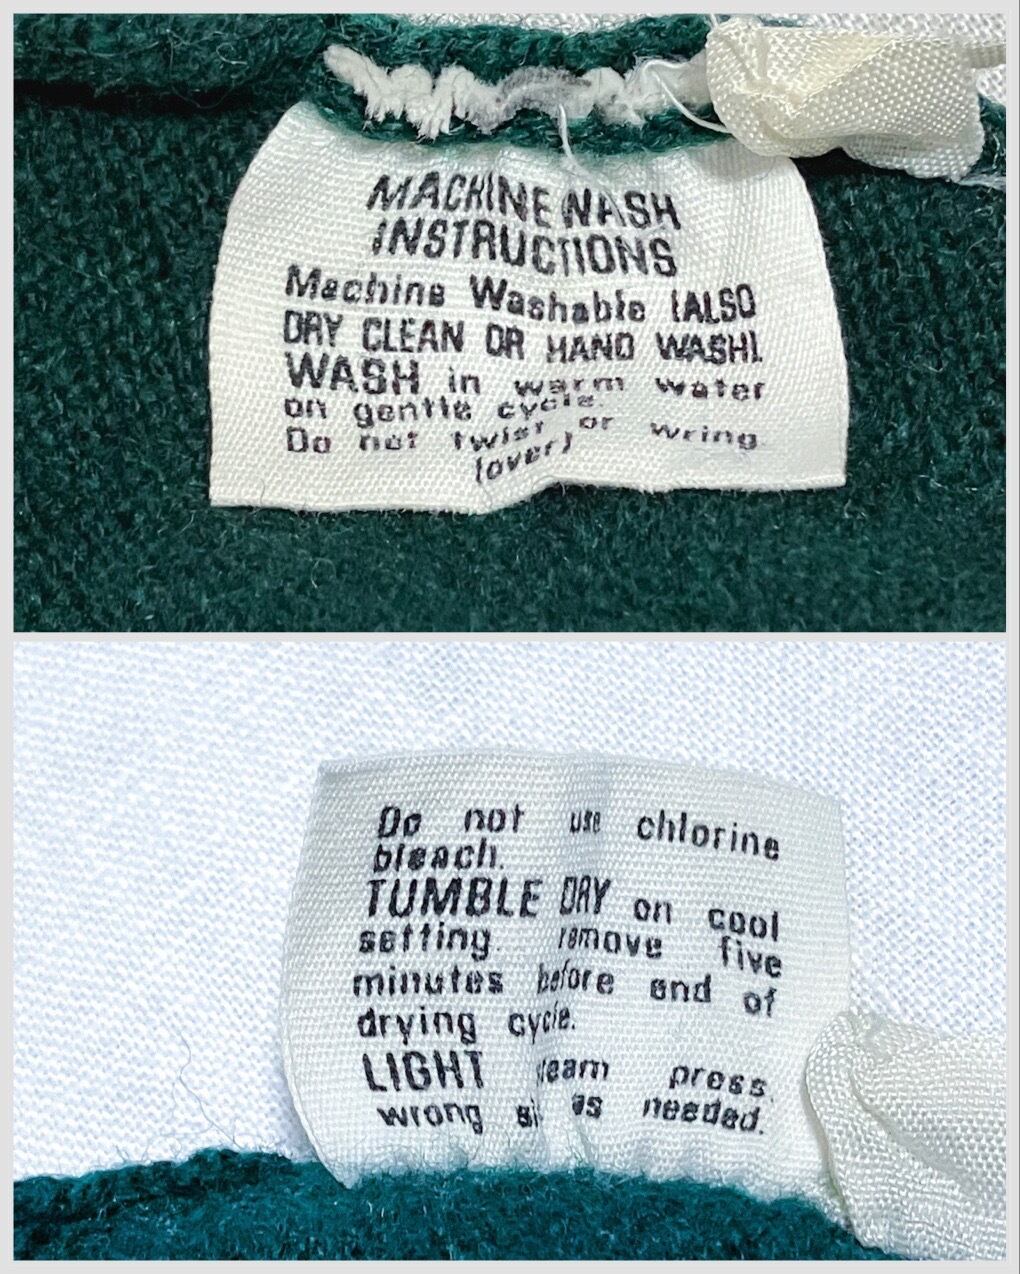 MACHINE WASH
INSTRUCTIONS
Machine Washable (ALSO
DRY CLEAN OR HAND WASH).
WASH in warm water
on gentle cycle.
Do not twist or wring
(over)
Do not use chlorine
bleach.
TUMBLE DRY on cool
setting remove five
minutes before end of
drying cycle.
LIGHT press
wrong as needed.